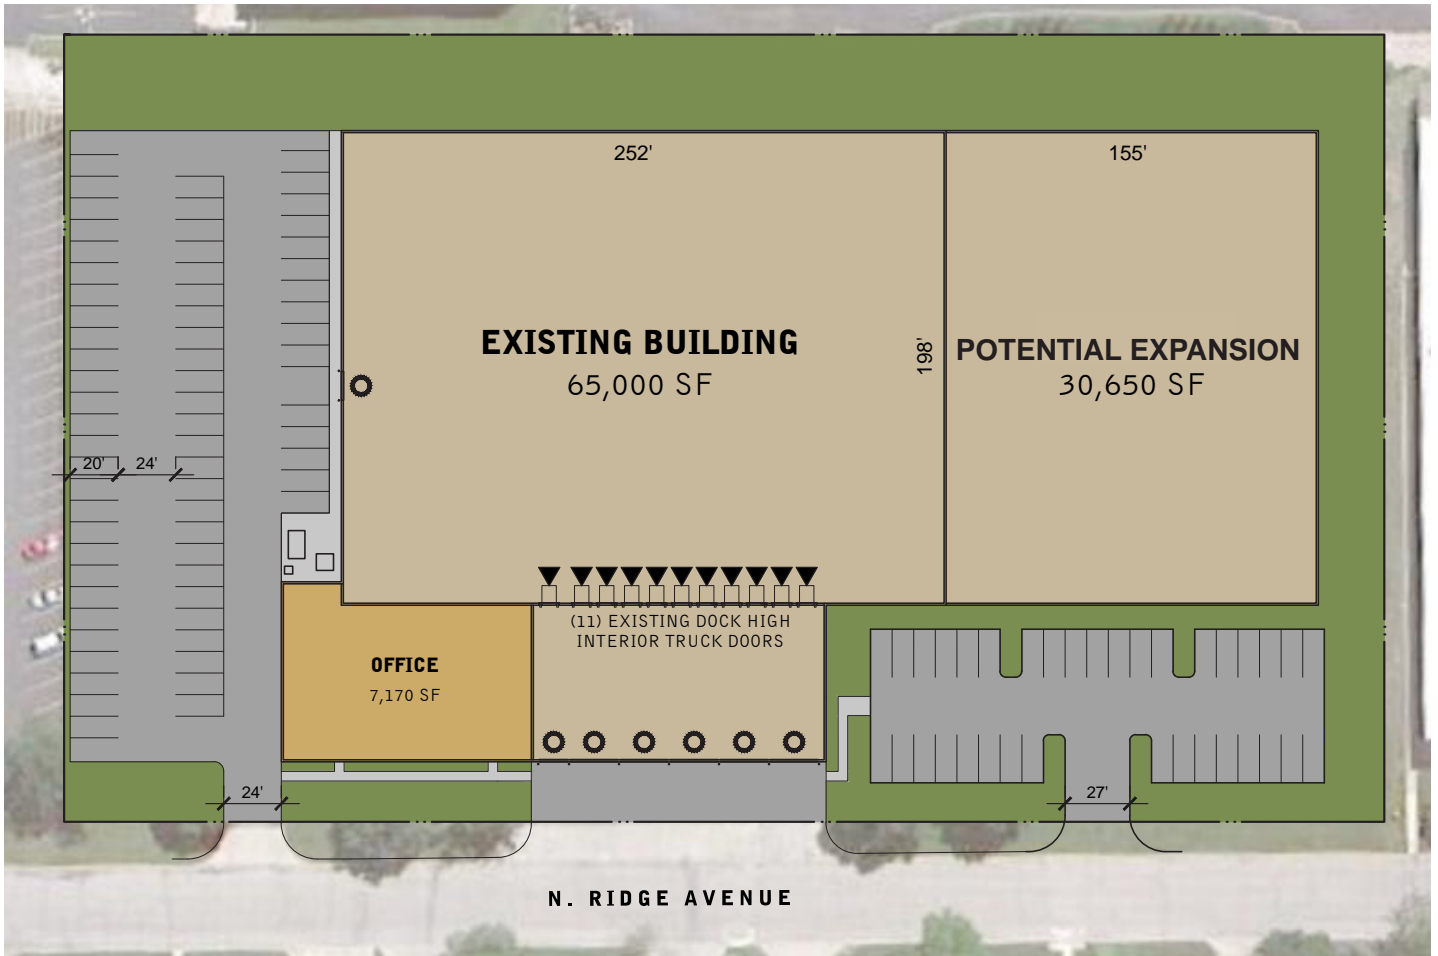 252'
155'
EXISTING BUILDING
65,000 SF
198'
POTENTIAL EXPANSION
30,650 SF
20'
24'
(11) EXISTING DOCK HIGH
INTERIOR TRUCK DOORS
OFFICE
7,170 SF
24'
27'
N. RIDGE AVENUE